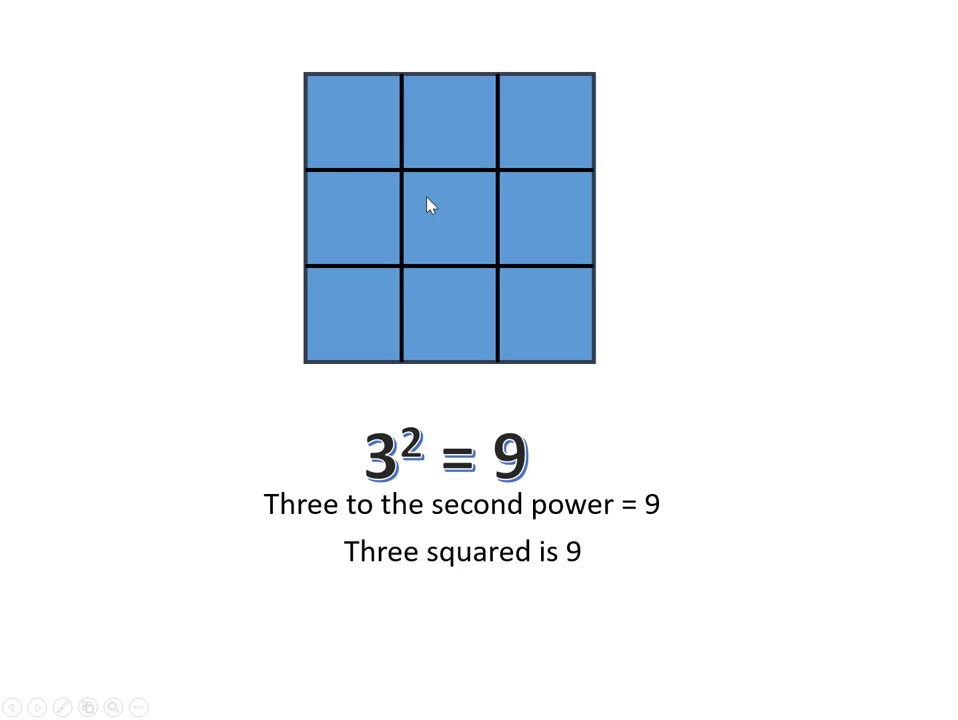 3² = 9
Three to the second power = 9
Three squared is 9